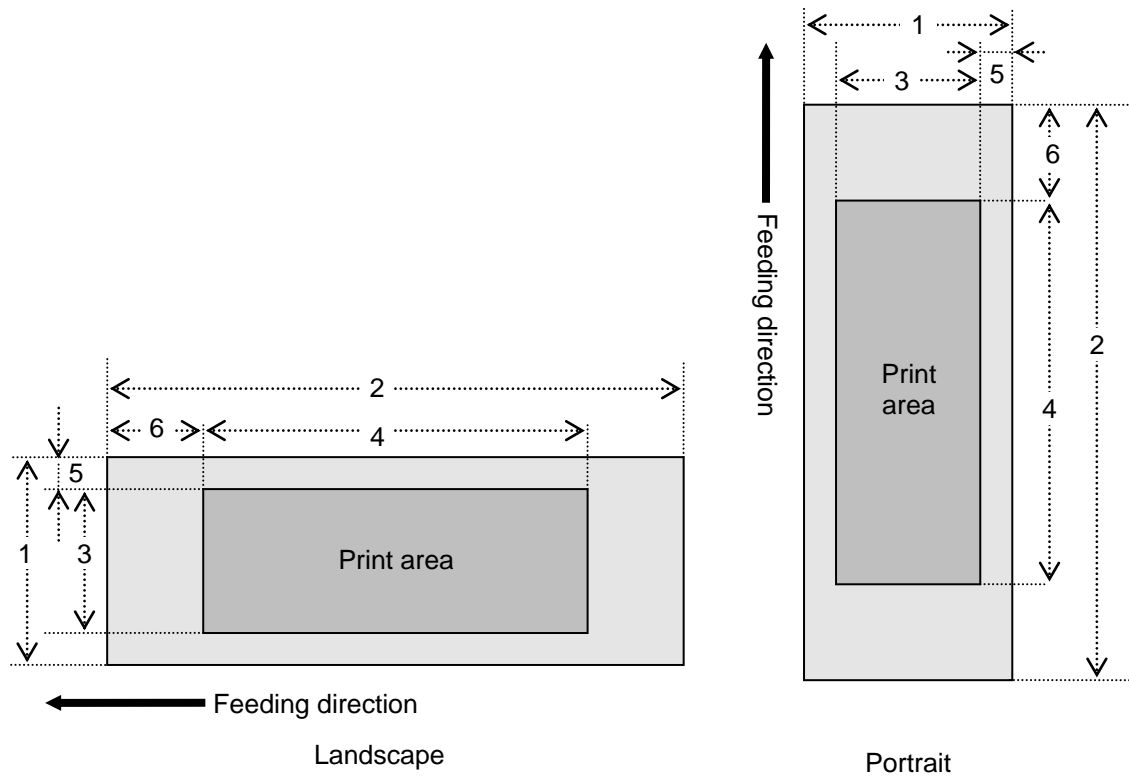 2
6
4
5
1
3
Print area
Feeding direction
Landscape
1
3
5
6
Feeding direction
Print
area
2
4
Portrait